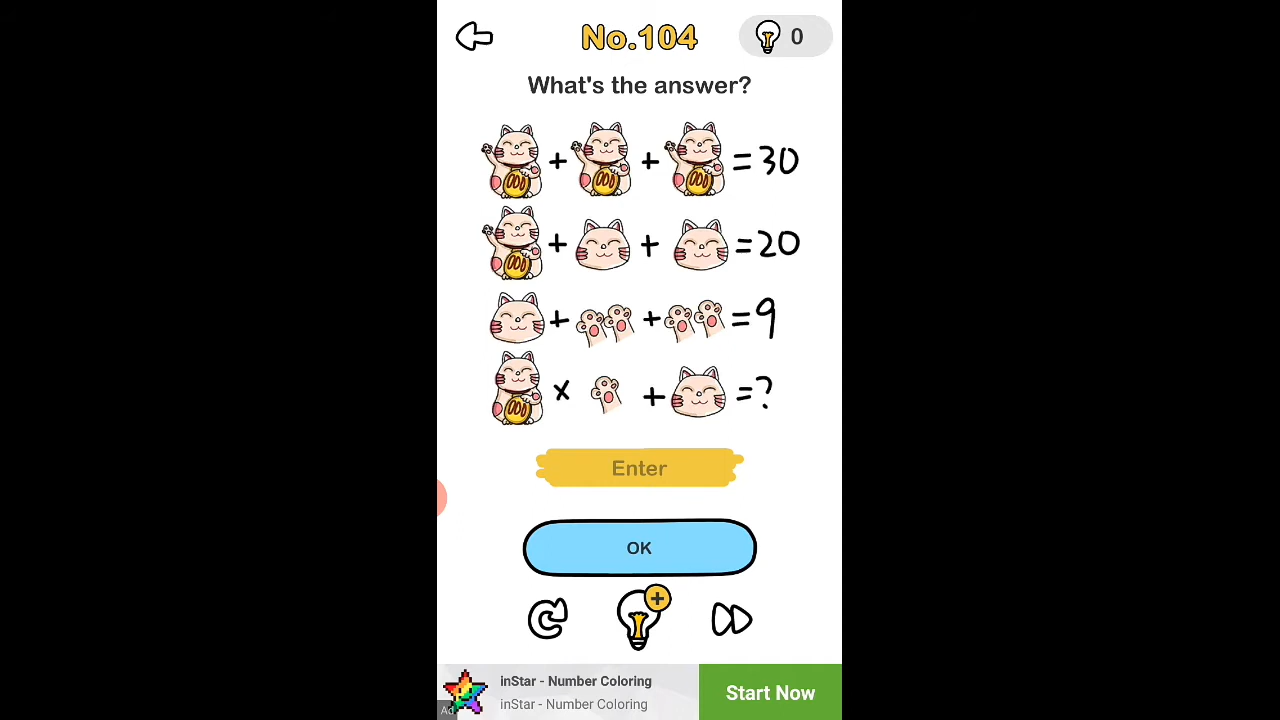 No.104
0
What's the answer?
+ + = 30
+ + = 20
+ + = 9
x + = ?
Enter
OK
+
inStar - Number Coloring
inStar - Number Coloring
Start Now
Ad